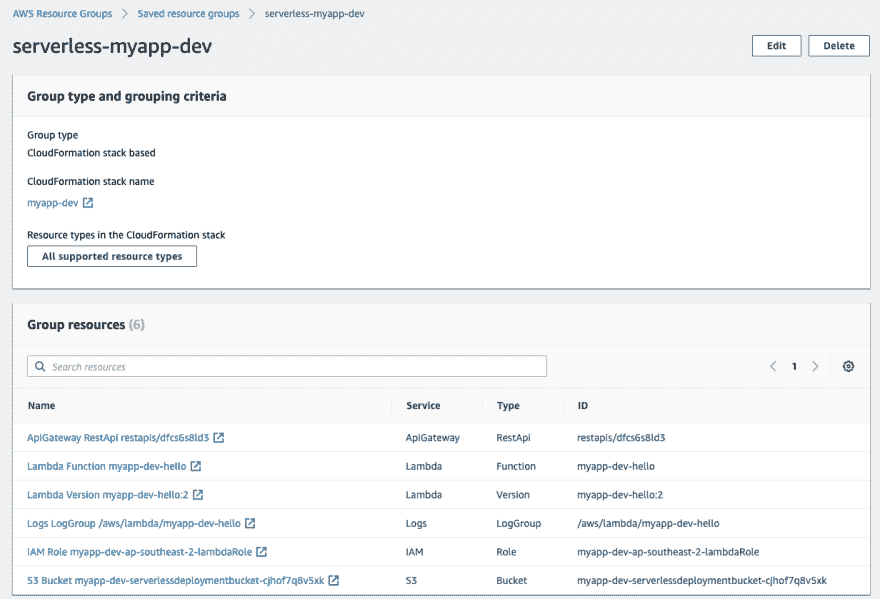 AWS Resource Groups > Saved resource groups > serverless-myapp-dev
serverless-myapp-dev
Edit Delete
Group type and grouping criteria
Group type
CloudFormation stack based
CloudFormation stack name
myapp-dev
Resource types in the CloudFormation stack
All supported resource types
Group resources (6)
Search resources
< 1 >
Name Service Type ID
ApiGateway RestApi restapis/dfcs6s8ld3 ApiGateway RestApi restapis/dfcs6s8ld3
Lambda Function myapp-dev-hello Lambda Function myapp-dev-hello
Lambda Version myapp-dev-hello:2 Lambda Version myapp-dev-hello:2
Logs LogGroup /aws/lambda/myapp-dev-hello Logs LogGroup /aws/lambda/myapp-dev-hello
IAM Role myapp-dev-ap-southeast-2-lambdaRole IAM Role myapp-dev-ap-southeast-2-lambdaRole
S3 Bucket myapp-dev-serverlessdeploymentbucket-cjhof7q8v5xk S3 Bucket myapp-dev-serverlessdeploymentbucket-cjhof7q8v5xk